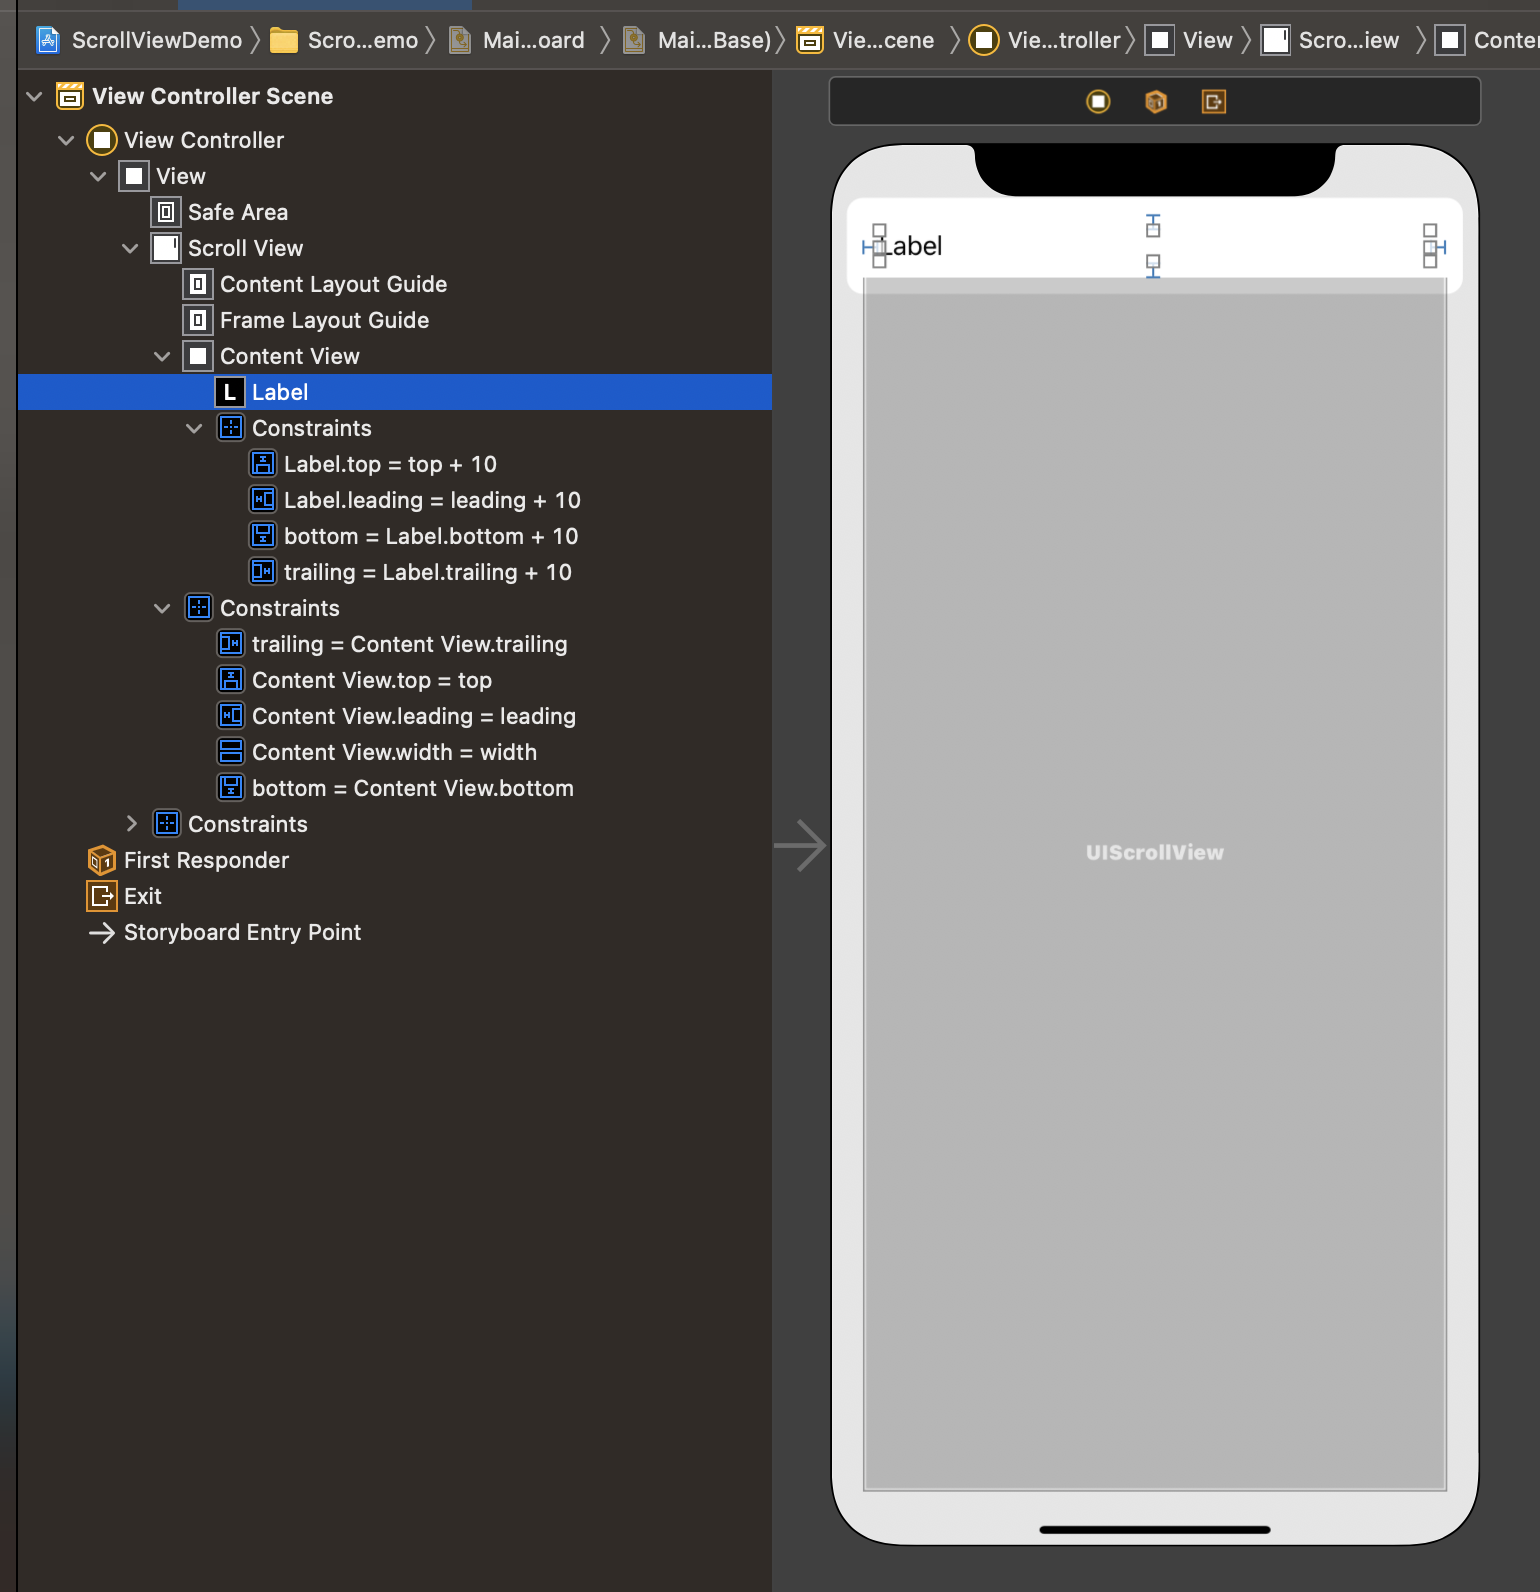 ScrollViewDemo Scro...emo Mai...oard Mai...Base) Vie...cene Vie...troller View Scro...iew Conte
View Controller Scene
View Controller
View
Safe Area
Scroll View
Content Layout Guide
Frame Layout Guide
Content View
L Label
Constraints
Label.top = top + 10
Label.leading = leading + 10
bottom = Label.bottom + 10
trailing = Label.trailing + 10
Constraints
trailing = Content View.trailing
Content View.top = top
Content View.leading = leading
Content View.width = width
bottom = Content View.bottom
Constraints
First Responder
Exit
Storyboard Entry Point
Label
UIScrollView